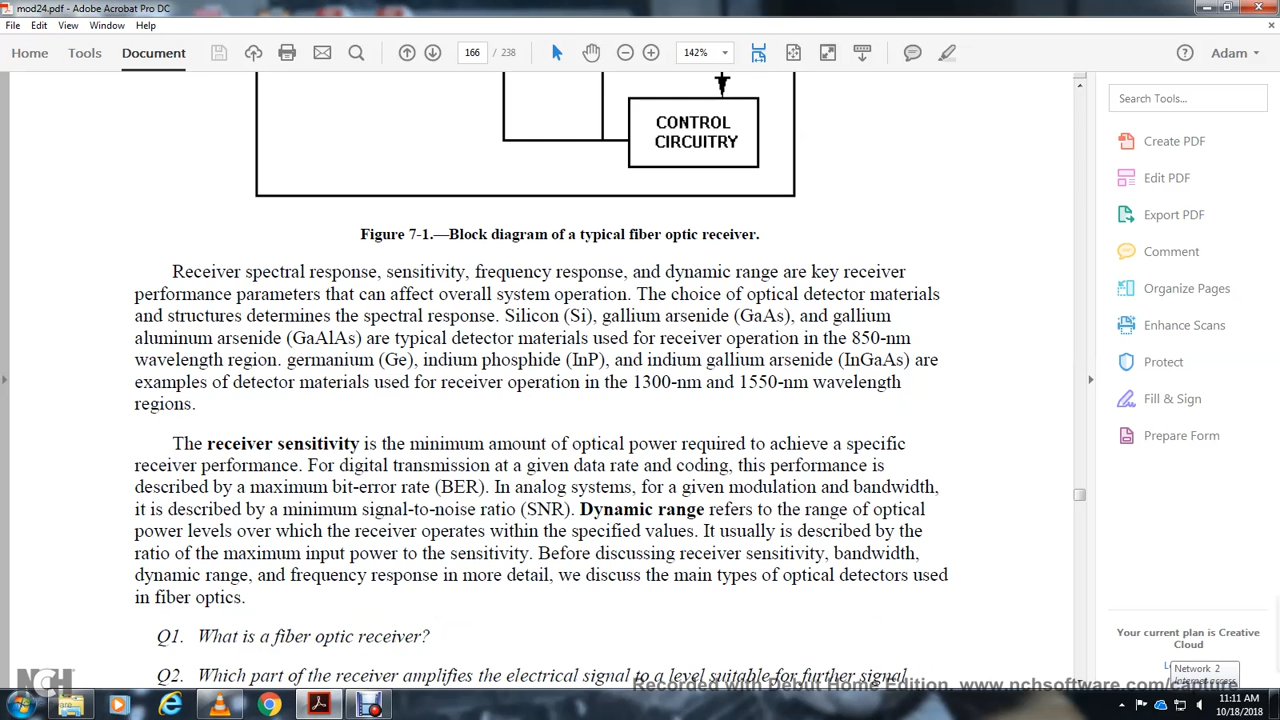 mod24.pdf - Adobe Acrobat Pro DC
File Edit View Window Help
Home Tools Document 166 / 238 142% Adam
Search Tools...
Create PDF
Edit PDF
Export PDF
Comment
Organize Pages
Enhance Scans
Protect
Fill & Sign
Prepare Form
CONTROL
CIRCUITRY
Figure 7-1.—Block diagram of a typical fiber optic receiver.
Receiver spectral response, sensitivity, frequency response, and dynamic range are key receiver
performance parameters that can affect overall system operation. The choice of optical detector materials
and structures determines the spectral response. Silicon (Si), gallium arsenide (GaAs), and gallium
aluminum arsenide (GaAlAs) are typical detector materials used for receiver operation in the 850-nm
wavelength region. germanium (Ge), indium phosphide (InP), and indium gallium arsenide (InGaAs) are
examples of detector materials used for receiver operation in the 1300-nm and 1550-nm wavelength
regions.
The receiver sensitivity is the minimum amount of optical power required to achieve a specific
receiver performance. For digital transmission at a given data rate and coding, this performance is
described by a maximum bit-error rate (BER). In analog systems, for a given modulation and bandwidth,
it is described by a minimum signal-to-noise ratio (SNR). Dynamic range refers to the range of optical
power levels over which the receiver operates within the specified values. It usually is described by the
ratio of the maximum input power to the sensitivity. Before discussing receiver sensitivity, bandwidth,
dynamic range, and frequency response in more detail, we discuss the main types of optical detectors used
in fiber optics.
Q1. What is a fiber optic receiver?
Q2. Which part of the receiver amplifies the electrical signal to a level suitable for further signal
Your current plan is Creative
Cloud
Network 2
Internet access
NCH
Recorded with Debut Home Edition. www.nchsoftware.com/capture
11:11 AM
10/18/2018